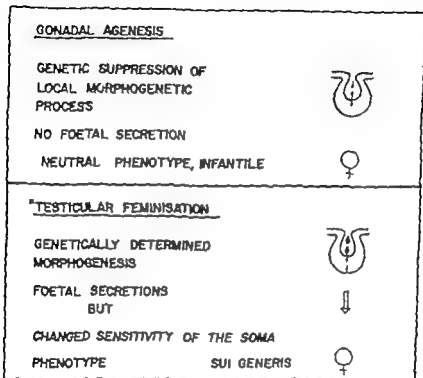 GONADAL AGENESIS
GENETIC SUPPRESSION OF
LOCAL MORPHOGENETIC
PROCESS
NO FOETAL SECRETION
NEUTRAL PHENOTYPE, INFANTILE
"TESTICULAR FEMINISATION
GENETICALLY DETERMINED
MORPHOGENESIS
FOETAL SECRETIONS
BUT
CHANGED SENSITIVITY OF THE SOMA
PHENOTYPE SUI GENERIS